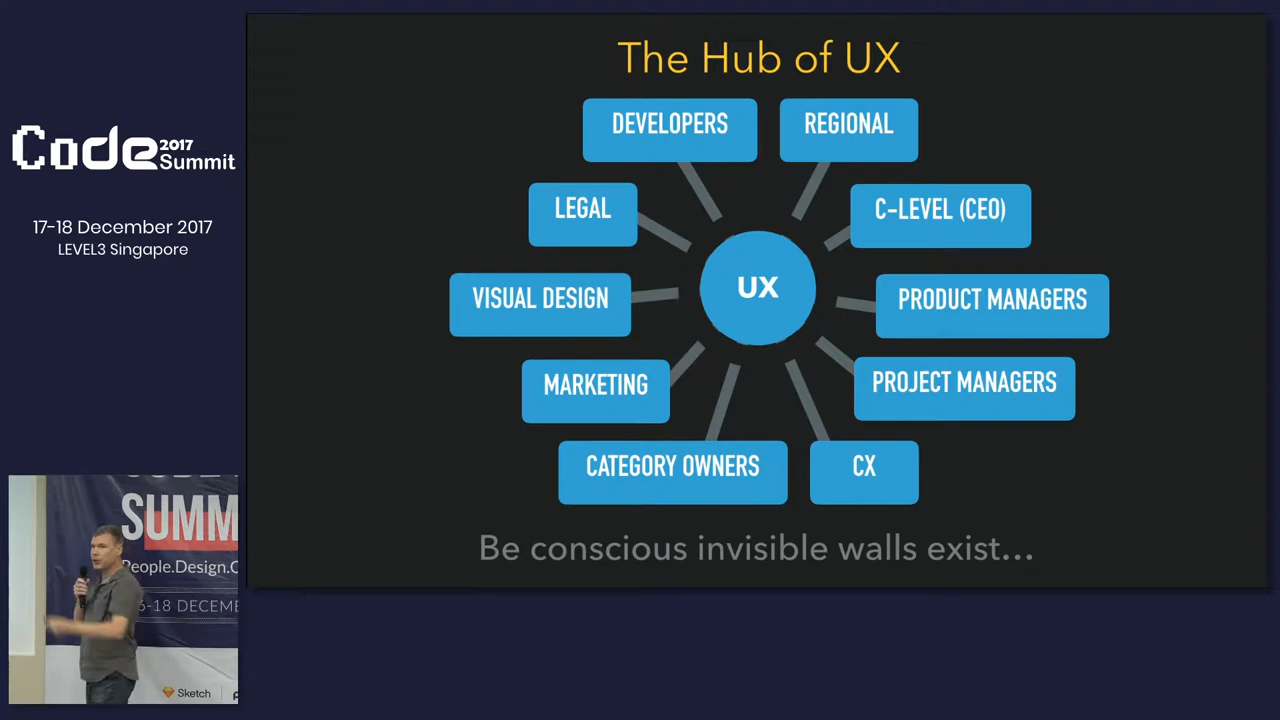 The Hub of UX
DEVELOPERS
REGIONAL
LEGAL
C-LEVEL (CEO)
UX
VISUAL DESIGN
PRODUCT MANAGERS
MARKETING
PROJECT MANAGERS
CATEGORY OWNERS
CX
Be conscious invisible walls exist...
Code 2017
Summit
17-18 December 2017
LEVEL3 Singapore
SUMM
People.Design.C
6-18 DECEM
Sketch